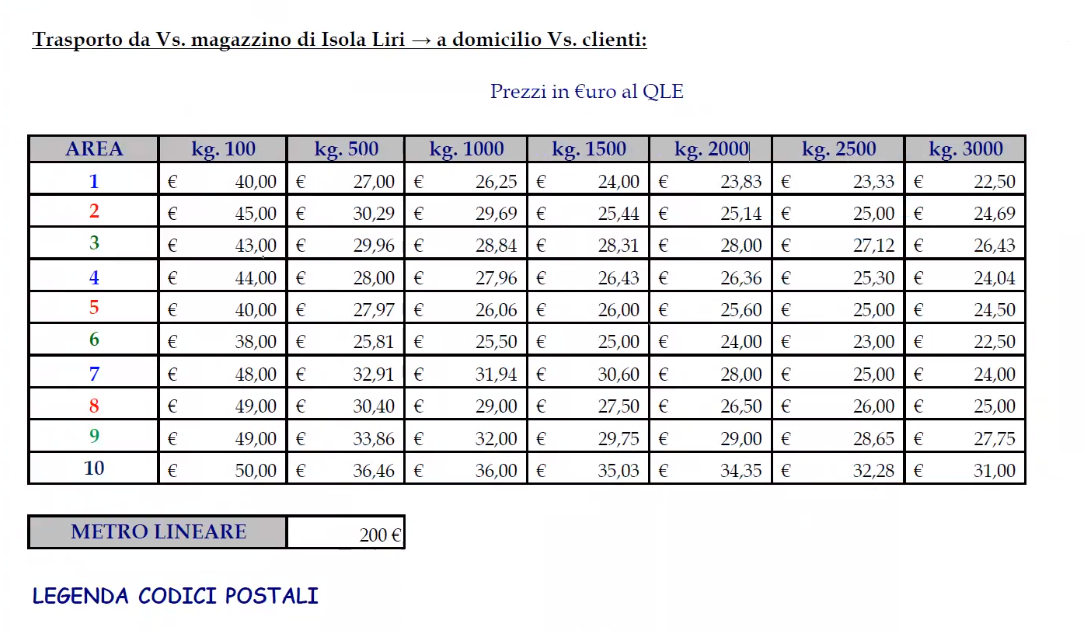 Trasporto da Vs. magazzino di Isola Liri → a domicilio Vs. clienti:
Prezzi in €uro al QLE
AREA kg. 100 kg. 500 kg. 1000 kg. 1500 kg. 2000 kg. 2500 kg. 3000
1 € 40,00 € 27,00 € 26,25 € 24,00 € 23,83 € 23,33 € 22,50
2 € 45,00 € 30,29 € 29,69 € 25,44 € 25,14 € 25,00 € 24,69
3 € 43,00 € 29,96 € 28,84 € 28,31 € 28,00 € 27,12 € 26,43
4 € 44,00 € 28,00 € 27,96 € 26,43 € 26,36 € 25,30 € 24,04
5 € 40,00 € 27,97 € 26,06 € 26,00 € 25,60 € 25,00 € 24,50
6 € 38,00 € 25,81 € 25,50 € 25,00 € 24,00 € 23,00 € 22,50
7 € 48,00 € 32,91 € 31,94 € 30,60 € 28,00 € 25,00 € 24,00
8 € 49,00 € 30,40 € 29,00 € 27,50 € 26,50 € 26,00 € 25,00
9 € 49,00 € 33,86 € 32,00 € 29,75 € 29,00 € 28,65 € 27,75
10 € 50,00 € 36,46 € 36,00 € 35,03 € 34,35 € 32,28 € 31,00
METRO LINEARE 200 €
LEGENDA CODICI POSTALI